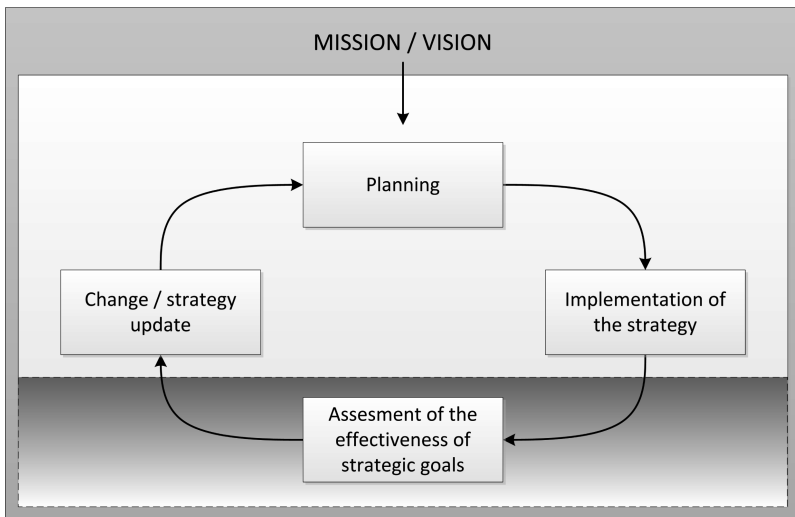 MISSION / VISION
Planning
Change / strategy
update
Implementation of
the strategy
Assesment of the
effectiveness of
strategic goals